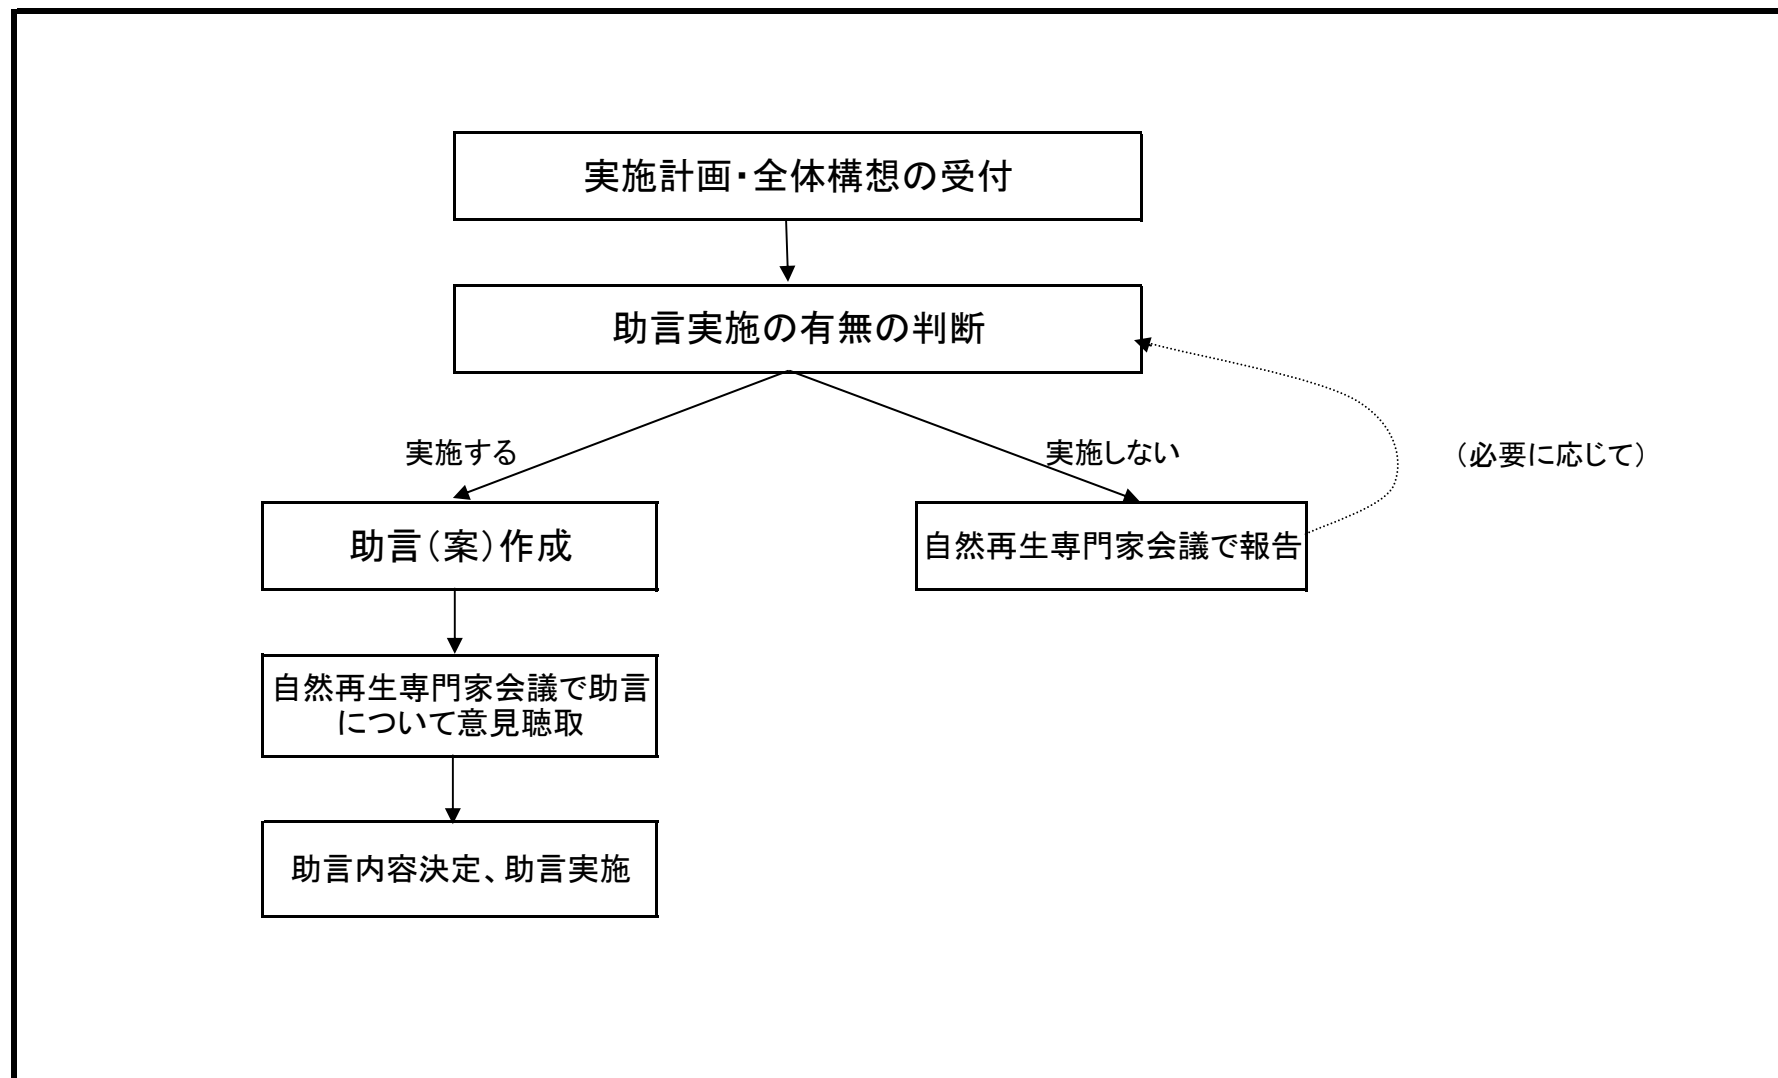 実施計画・全体構想の受付
助言実施の有無の判断
実施する
実施しない
（必要に応じて）
助言（案）作成
自然再生専門家会議で報告
自然再生専門家会議で助言
について意見聴取
助言内容決定、助言実施